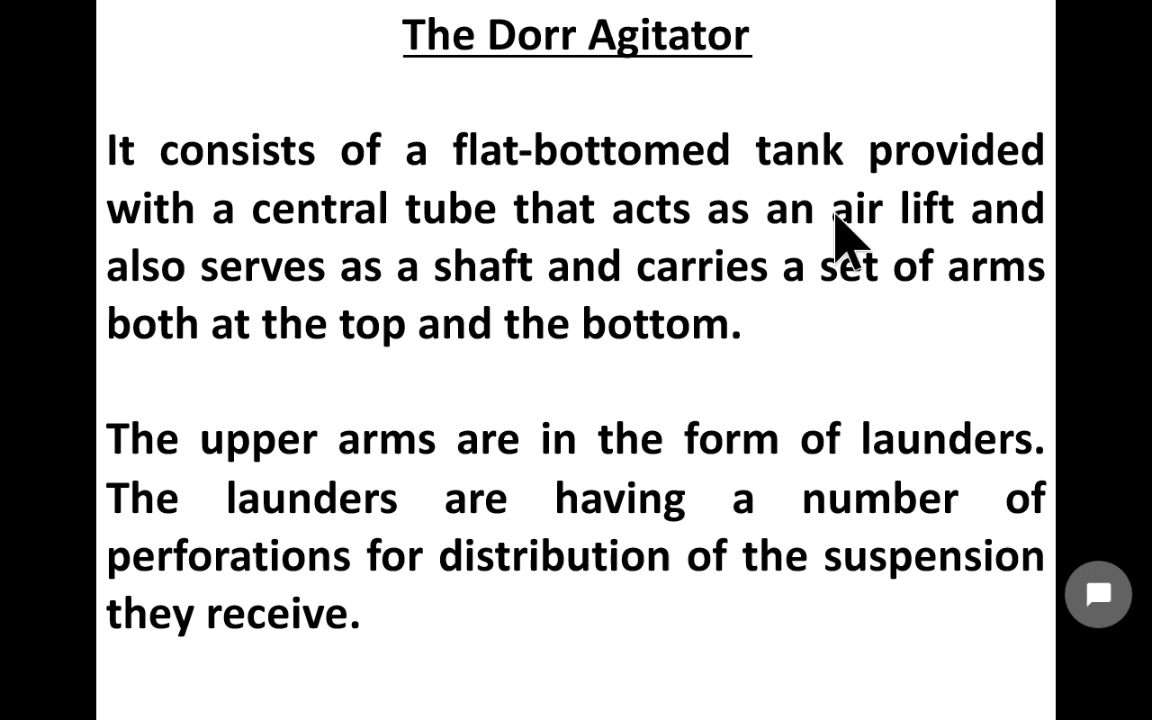 The Dorr Agitator
It consists of a flat-bottomed tank provided
with a central tube that acts as an air lift and
also serves as a shaft and carries a set of arms
both at the top and the bottom.
The upper arms are in the form of launders.
The launders are having a number of
perforations for distribution of the suspension
they receive.